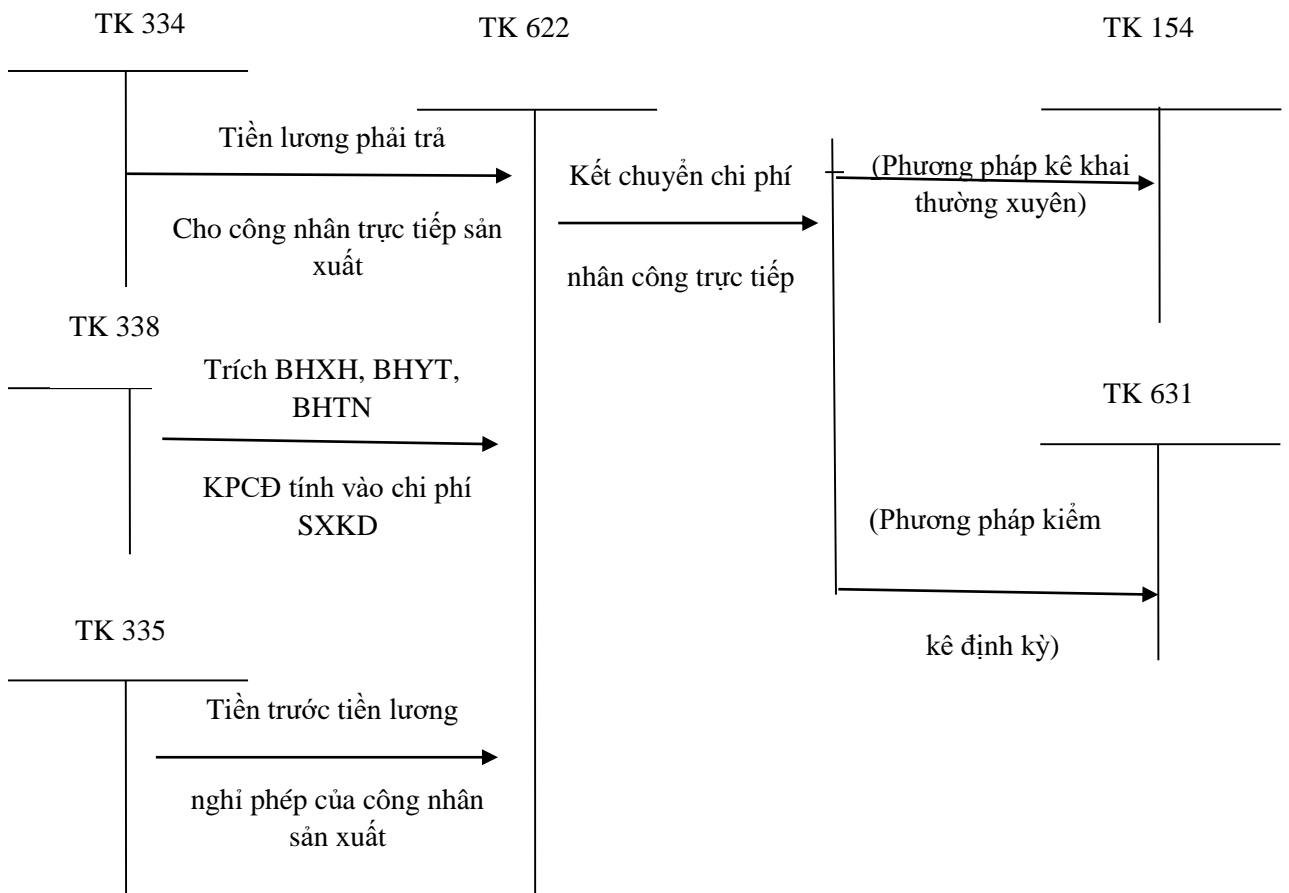 TK 334
TK 622
TK 154
Tiền lương phải trả
Cho công nhân trực tiếp sản
xuất
Kết chuyển chi phí
nhân công trực tiếp
(Phương pháp kê khai
thường xuyên)
TK 338
Trích BHXH, BHYT,
BHTN
KPCĐ tính vào chi phí
SXKD
TK 631
(Phương pháp kiểm
kê định kỳ)
TK 335
Tiền trước tiền lương
nghỉ phép của công nhân
sản xuất